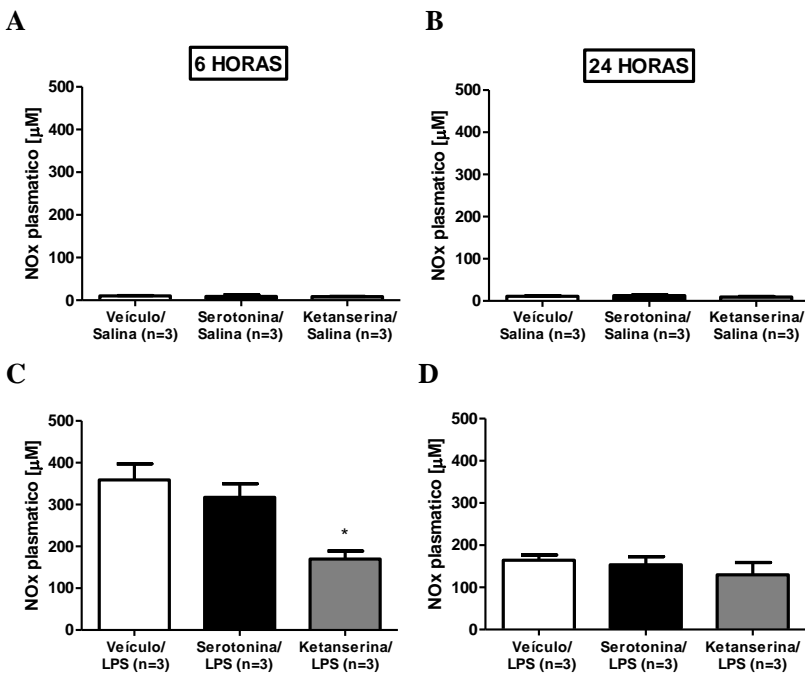 A
6 HORAS
NOx plasmatico [µM]
500
400
300
200
100
0
Veículo/
Salina (n=3)
Serotonina/
Salina (n=3)
Ketanserina/
Salina (n=3)
B
24 HORAS
NOx plasmatico [µM]
500
400
300
200
100
0
Veículo/
Salina (n=3)
Serotonina/
Salina (n=3)
Ketanserina/
Salina (n=3)
C
NOx plasmatico [µM]
500
400
300
200
100
0
*
Veículo/
LPS (n=3)
Serotonina/
LPS (n=3)
Ketanserina/
LPS (n=3)
D
NOx plasmatico [µM]
500
400
300
200
100
0
Veículo/
LPS (n=3)
Serotonina/
LPS (n=3)
Ketanserina/
LPS (n=3)